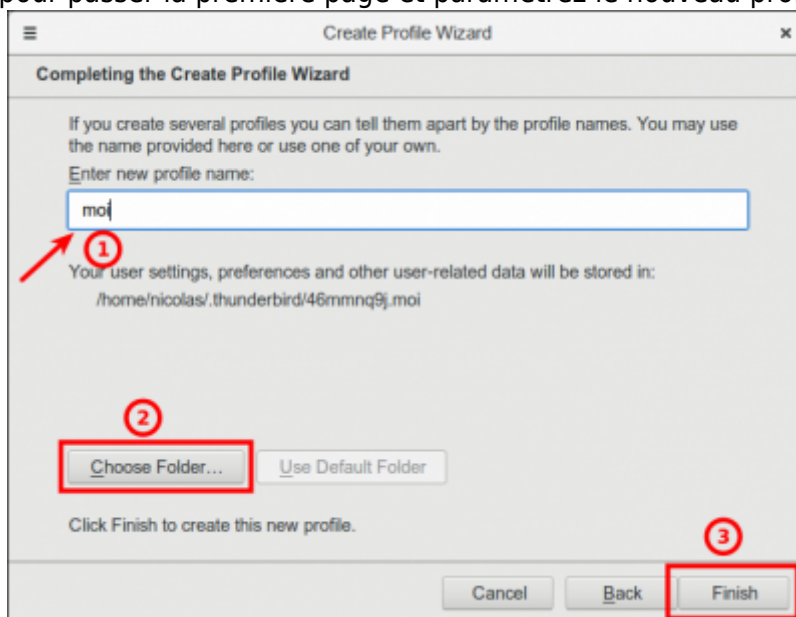 pour passer la première page et paramétrez le nouveau pro
Create Profile Wizard
Completing the Create Profile Wizard
If you create several profiles you can tell them apart by the profile names. You may use
the name provided here or use one of your own.
Enter new profile name:
moi
1
Your user settings, preferences and other user-related data will be stored in:
/home/nicolas/.thunderbird/46mmnq9j.moi
2
Choose Folder... Use Default Folder
Click Finish to create this new profile.
3
Cancel Back Finish